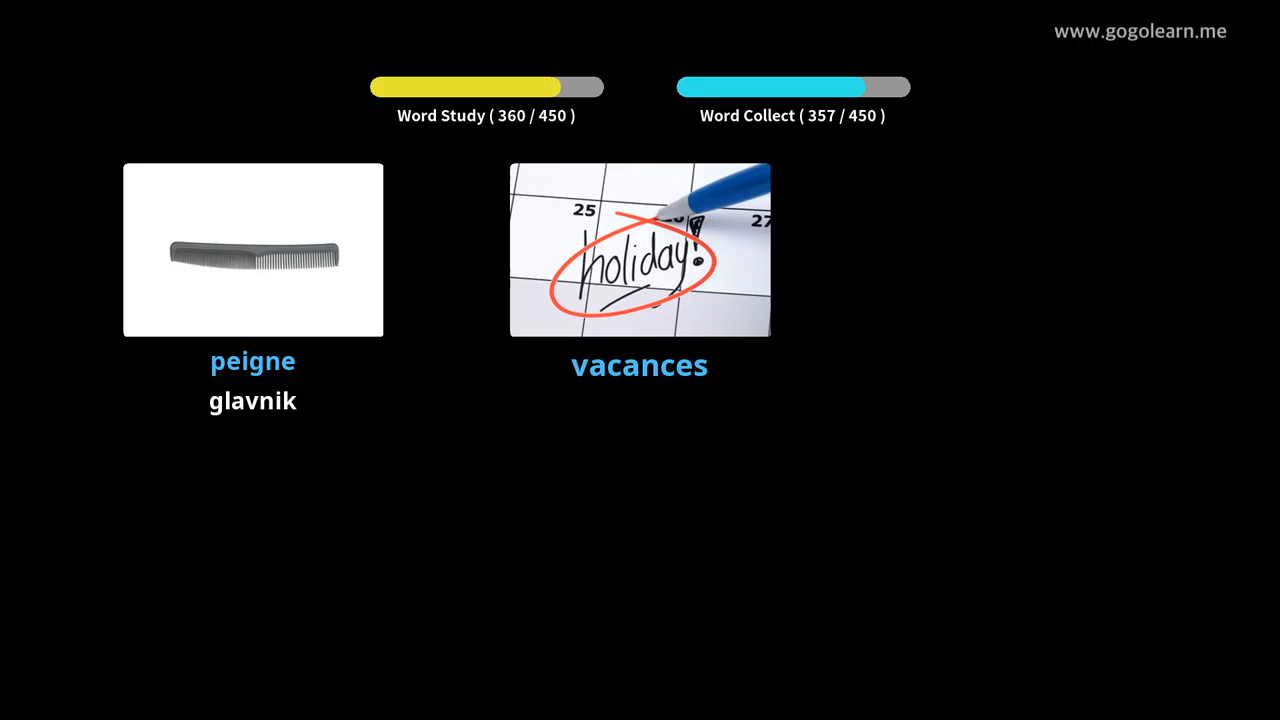 www.gogolearn.me
Word Study ( 360 / 450 )
Word Collect ( 357 / 450 )
25
27
holiday!
peigne
vacances
glavnik